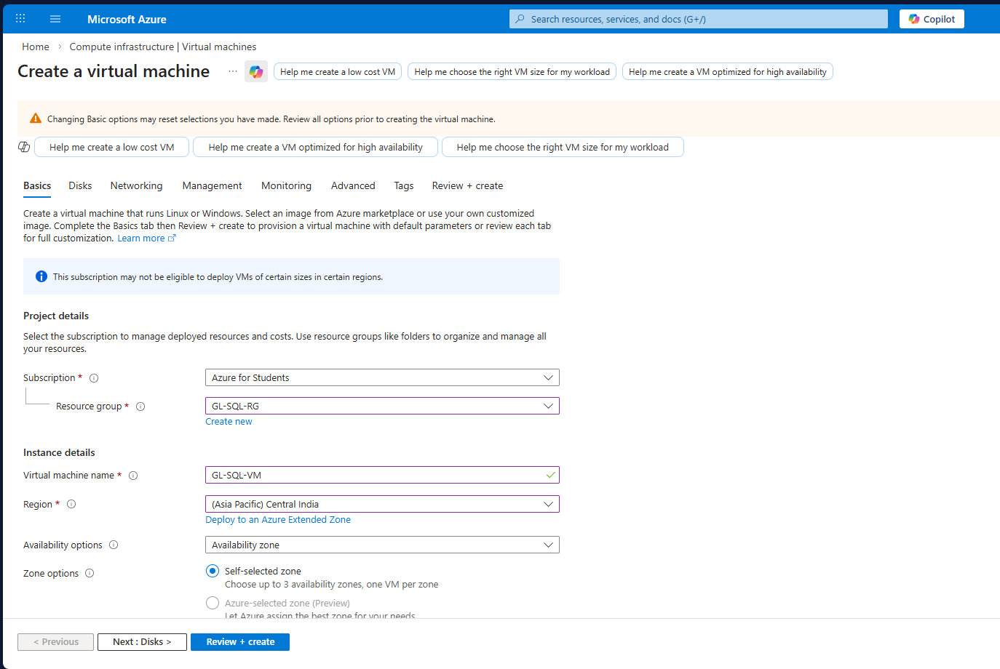 Microsoft Azure
Search resources, services, and docs (G+/)
Copilot
Home > Compute infrastructure | Virtual machines
Create a virtual machine
...
Help me create a low cost VM
Help me choose the right VM size for my workload
Help me create a VM optimized for high availability
Changing Basic options may reset selections you have made. Review all options prior to creating the virtual machine.
Help me create a low cost VM
Help me create a VM optimized for high availability
Help me choose the right VM size for my workload
Basics Disks Networking Management Monitoring Advanced Tags Review + create
Create a virtual machine that runs Linux or Windows. Select an image from Azure marketplace or use your own customized
image. Complete the Basics tab then Review + create to provision a virtual machine with default parameters or review each tab
for full customization. Learn more
This subscription may not be eligible to deploy VMs of certain sizes in certain regions.
Project details
Select the subscription to manage deployed resources and costs. Use resource groups like folders to organize and manage all
your resources.
Subscription *
Azure for Students
Resource group *
GL-SQL-RG
Create new
Instance details
Virtual machine name *
GL-SQL-VM
Region *
(Asia Pacific) Central India
Deploy to an Azure Extended Zone
Availability options
Availability zone
Zone options
Self-selected zone
Choose up to 3 availability zones, one VM per zone
Azure-selected zone (Preview)
Let Azure assign the best zone for your needs
< Previous
Next : Disks >
Review + create